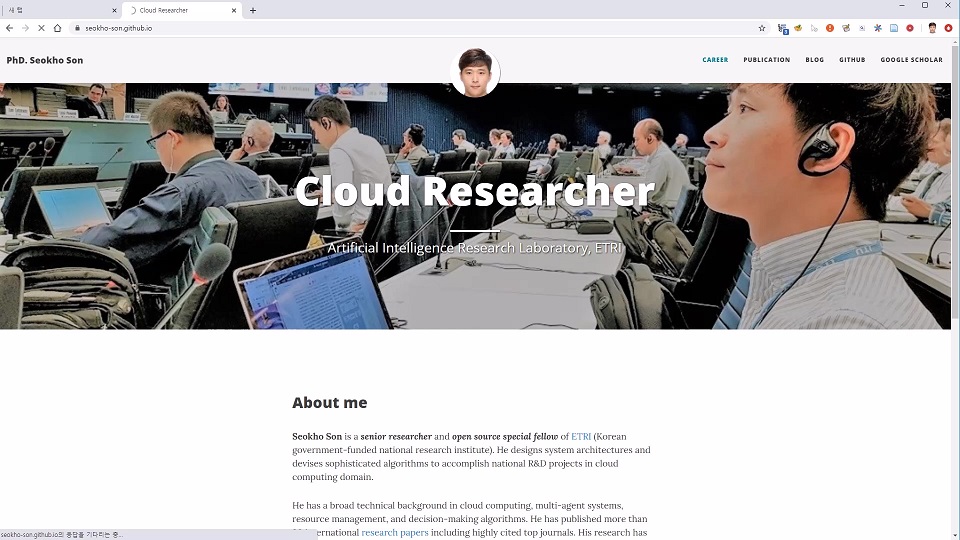 새 탭
Cloud Researcher
seokho-son.github.io
PhD. Seokho Son
CAREER PUBLICATION BLOG GITHUB GOOGLE SCHOLAR
Cloud Researcher
Artificial Intelligence Research Laboratory, ETRI
About me
Seokho Son is a senior researcher and open source special fellow of ETRI (Korean
government-funded national research institute). He designs system architectures and
devises sophisticated algorithms to accomplish national R&D projects in cloud
computing domain.
He has a broad technical background in cloud computing, multi-agent systems,
resource management, and decision-making algorithms. He has published more than
international research papers including highly cited top journals. His research has
seokho-son.github.io의 응답을 기다리는 중...